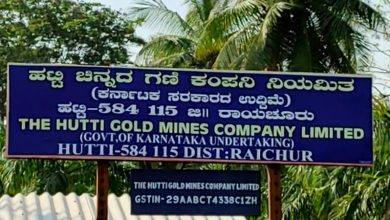 ಹಟ್ಟಿ ಚಿನ್ನದ ಗಣಿ ಕಂಪನಿ ನಿಯಮಿತ
(ಕರ್ನಾಟಕ ಸರಕಾರದ ಉದ್ದಿಮೆ)
ಹಟ್ಟಿ-584 115 ಜಿ॥ ರಾಯಚೂರು
THE HUTTI GOLD MINES COMPANY LIMITED
(GOVT, OF KARNATAKA UNDERTAKING)
HUTTI-584 115 DIST: RAICHUR
THE HUTTI GOLD MINES COMPANY LIMITED
GSTIN-29AABCT4338C1ZH